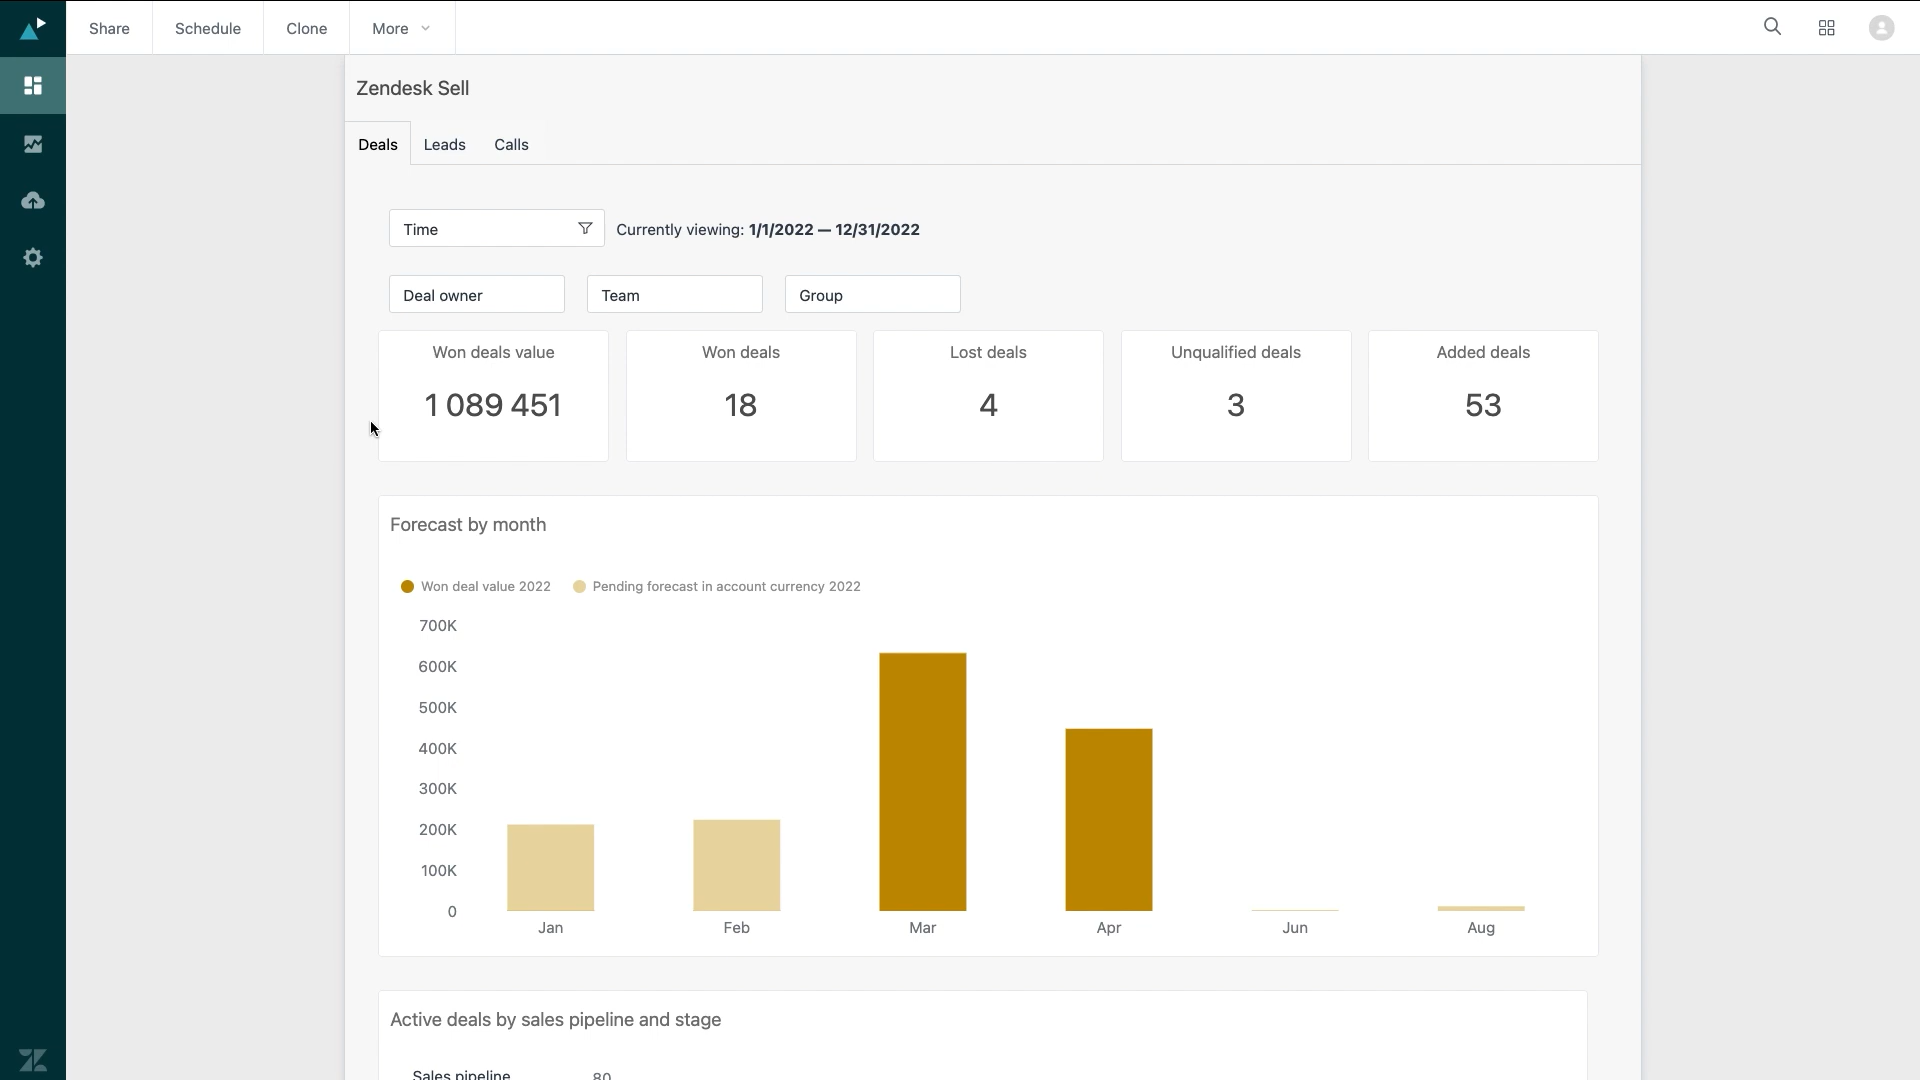 Share Schedule Clone More
Zendesk Sell
Deals Leads Calls
Time Currently viewing: 1/1/2022 — 12/31/2022
Deal owner Team Group
Won deals value Won deals Lost deals Unqualified deals Added deals
1 089 451 18 4 3 53
Forecast by month
Won deal value 2022 Pending forecast in account currency 2022
700K
600K
500K
400K
300K
200K
100K
0
Jan Feb Mar Apr Jun Aug
Active deals by sales pipeline and stage
Sales pipeline 80